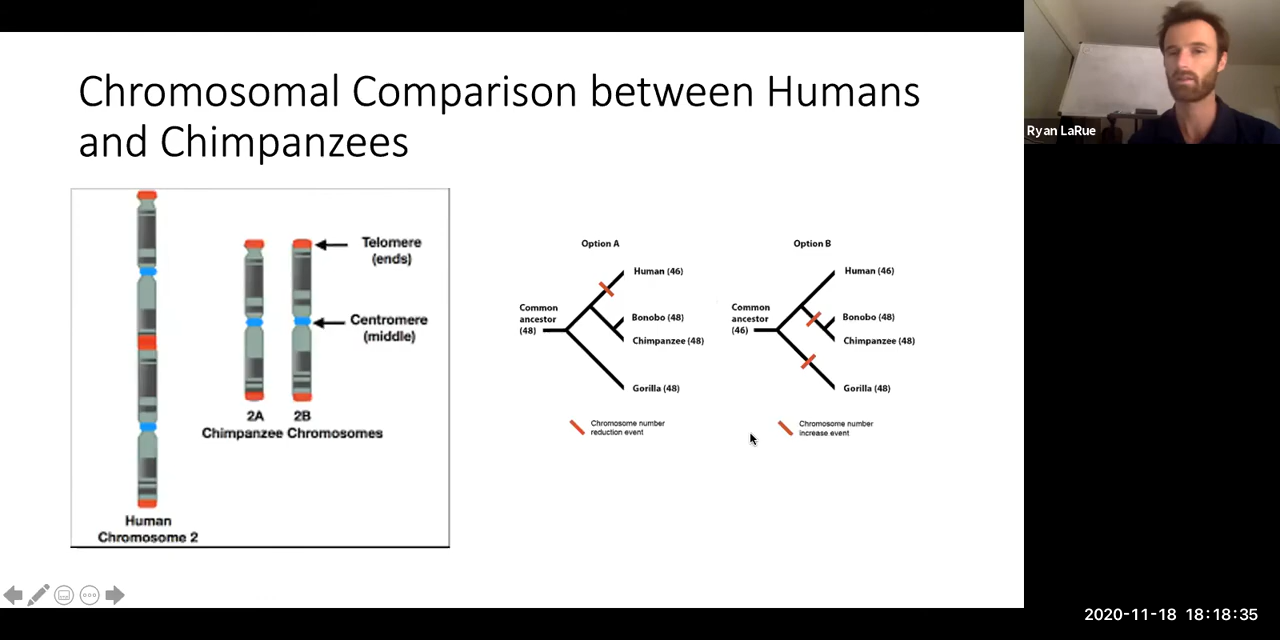 Chromosomal Comparison between Humans
and Chimpanzees
Telomere
(ends)
Centromere
(middle)
2A 2B
Chimpanzee Chromosomes
Human
Chromosome 2
Option A
Human (46)
Common
ancestor
(48)
Bonobo (48)
Chimpanzee (48)
Gorilla (48)
Chromosome number
reduction event
Option B
Human (46)
Common
ancestor
(46)
Bonobo (48)
Chimpanzee (48)
Gorilla (48)
Chromosome number
increase event
Ryan LaRue
2020-11-18 18:18:35